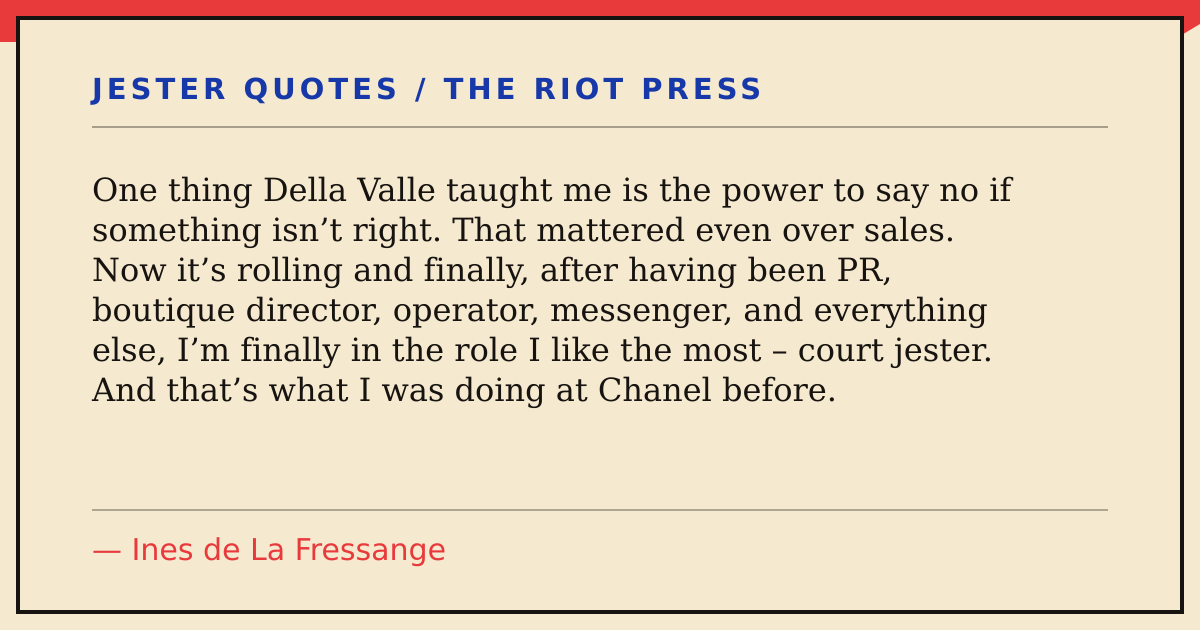 JESTER QUOTES / THE RIOT PRESS
One thing Della Valle taught me is the power to say no if
something isn’t right. That mattered even over sales.
Now it’s rolling and finally, after having been PR,
boutique director, operator, messenger, and everything
else, I’m finally in the role I like the most – court jester.
And that’s what I was doing at Chanel before.
— Ines de La Fressange